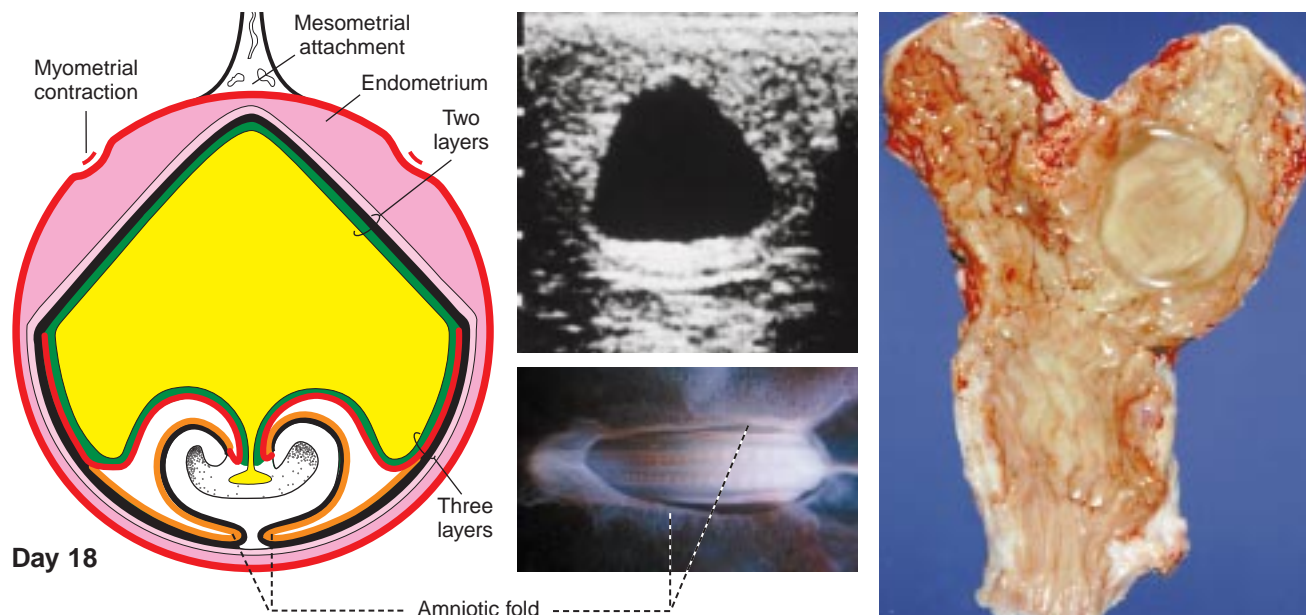 Mesometrial
attachment
Myometrial
contraction
Endometrium
Two
layers
Three
layers
Day 18
Amniotic fold